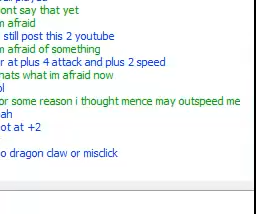 ont say that yet
m afraid
still post this 2 youtube
m afraid of something
r at plus 4 attack and plus 2 speed
hats what im afraid now
ol
or some reason i thought mence may outspeed me
ah
ot at +2
o dragon claw or misclick